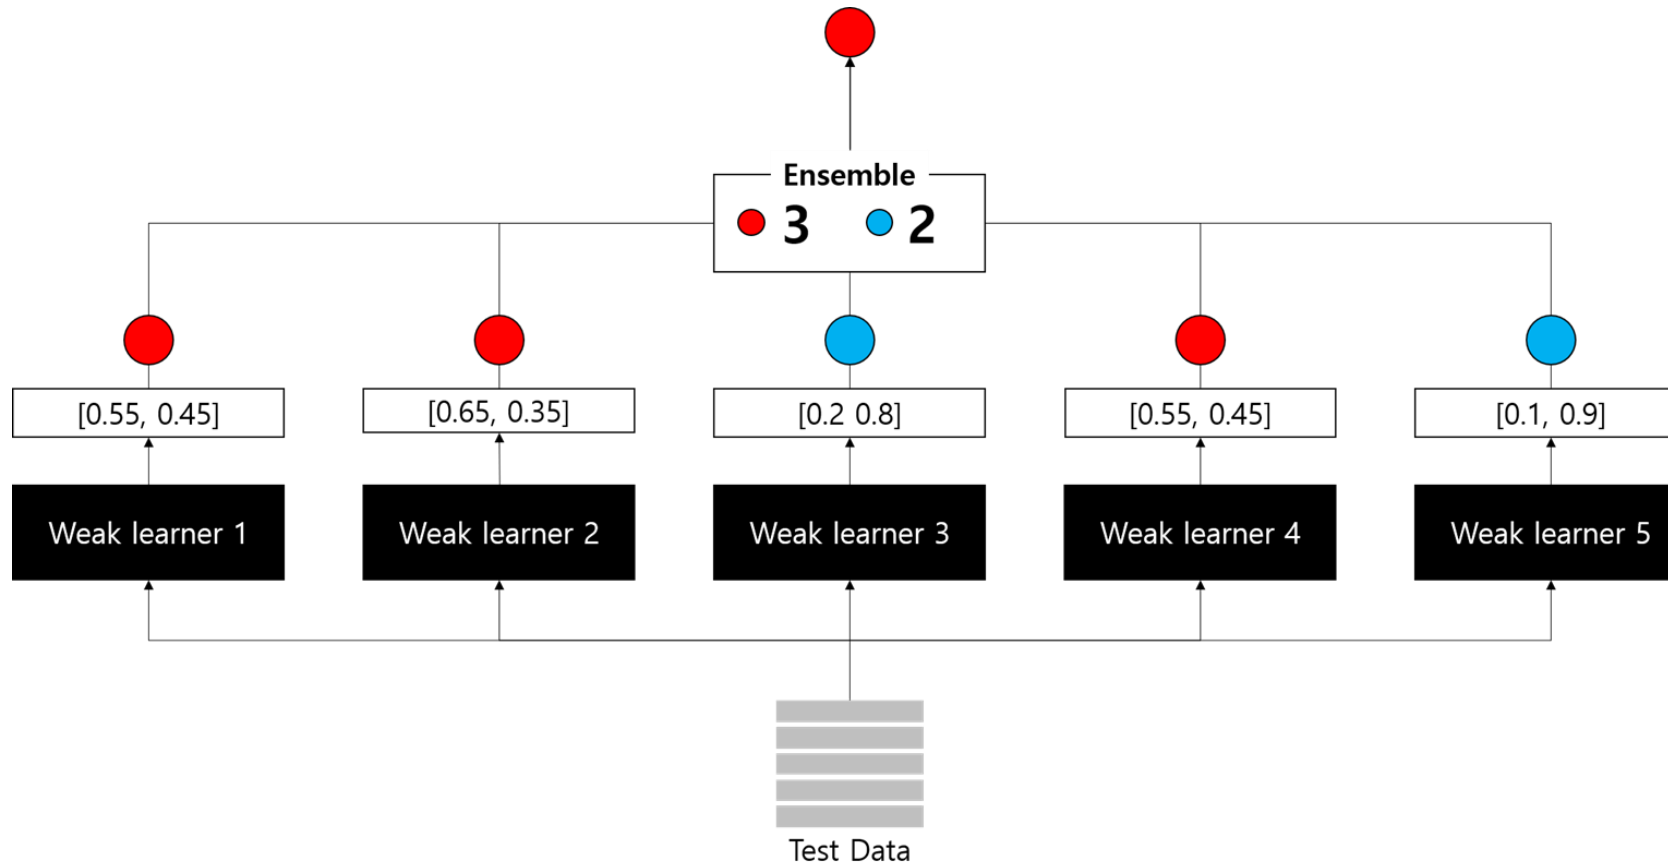 Ensemble
3 2
[0.55, 0.45] [0.65, 0.35] [0.2 0.8] [0.55, 0.45] [0.1, 0.9]
Weak learner 1 Weak learner 2 Weak learner 3 Weak learner 4 Weak learner 5
Test Data